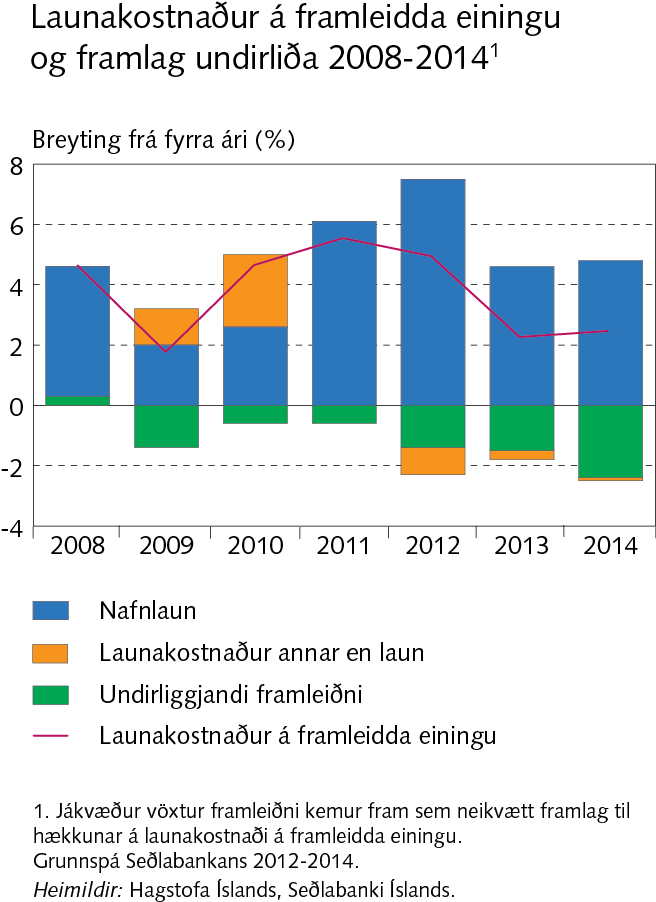 Launakostnaður á framleidda einingu
og framlag undirliða 2008-2014¹
Breyting frá fyrra ári (%)
8
6
4
2
0
-2
-4
2008 2009 2010 2011 2012 2013 2014
Nafnlaun
Launakostnaður annar en laun
Undirliggjandi framleiðni
Launakostnaður á framleidda einingu
1. Jákvæður vöxtur framleiðni kemur fram sem neikvætt framlag til
hækkunar á launakostnaði á framleidda einingu.
Grunnspá Seðlabankans 2012-2014.
Heimildir: Hagstofa Íslands, Seðlabanki Íslands.